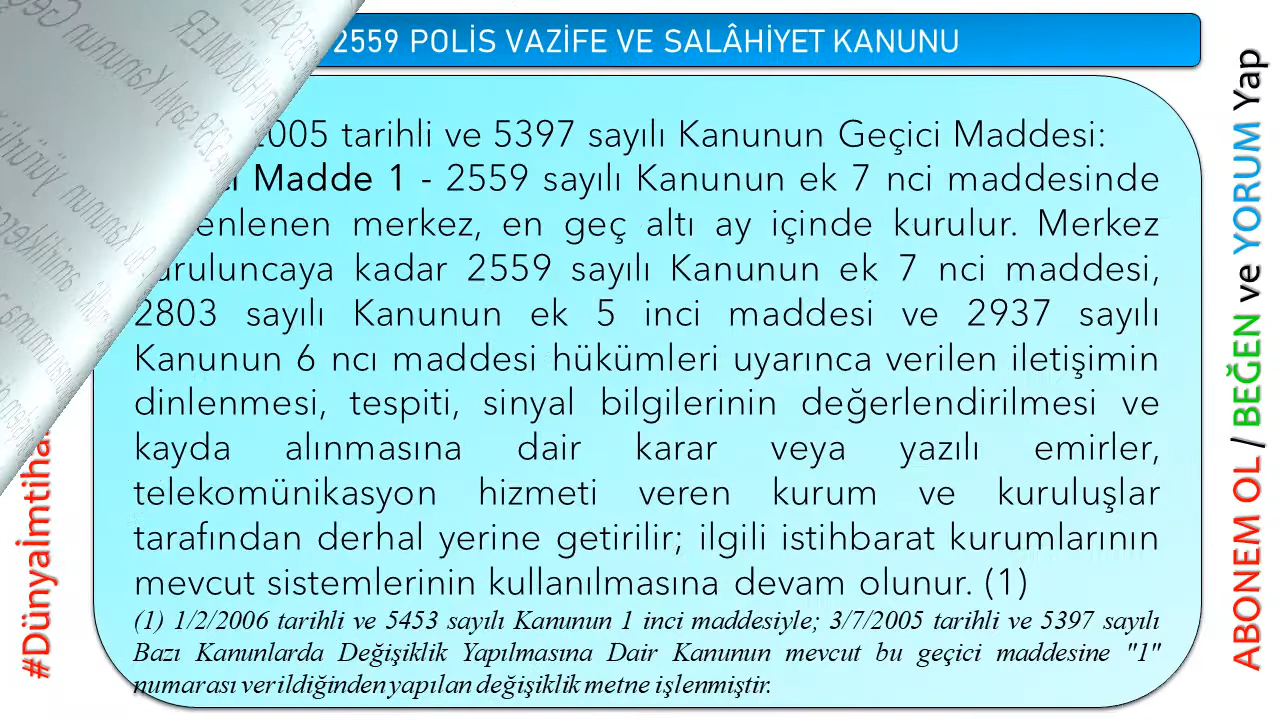 2559 POLİS VAZİFE VE SALÂHİYET KANUNU
2005 tarihli ve 5397 sayılı Kanunun Geçici Maddesi:
Madde 1 - 2559 sayılı Kanunun ek 7 nci maddesinde
enlenen merkez, en geç altı ay içinde kurulur. Merkez
uruluncaya kadar 2559 sayılı Kanunun ek 7 nci maddesi,
2803 sayılı Kanunun ek 5 inci maddesi ve 2937 sayılı
Kanunun 6 ncı maddesi hükümleri uyarınca verilen iletişimin
dinlenmesi, tespiti, sinyal bilgilerinin değerlendirilmesi ve
kayda alınmasına dair karar veya yazılı emirler,
telekomünikasyon hizmeti veren kurum ve kuruluşlar
tarafından derhal yerine getirilir; ilgili istihbarat kurumlarının
mevcut sistemlerinin kullanılmasına devam olunur. (1)
(1) 1/2/2006 tarihli ve 5453 sayılı Kanunun 1 inci maddesiyle; 3/7/2005 tarihli ve 5397 sayılı
Bazı Kanunlarda Değişiklik Yapılmasına Dair Kanunun mevcut bu geçici maddesine "1"
numarası verildiğinden yapılan değişiklik metne işlenmiştir.
#Dünyaimtiha
ABONEM OL / BEĞEN ve YORUM Yap